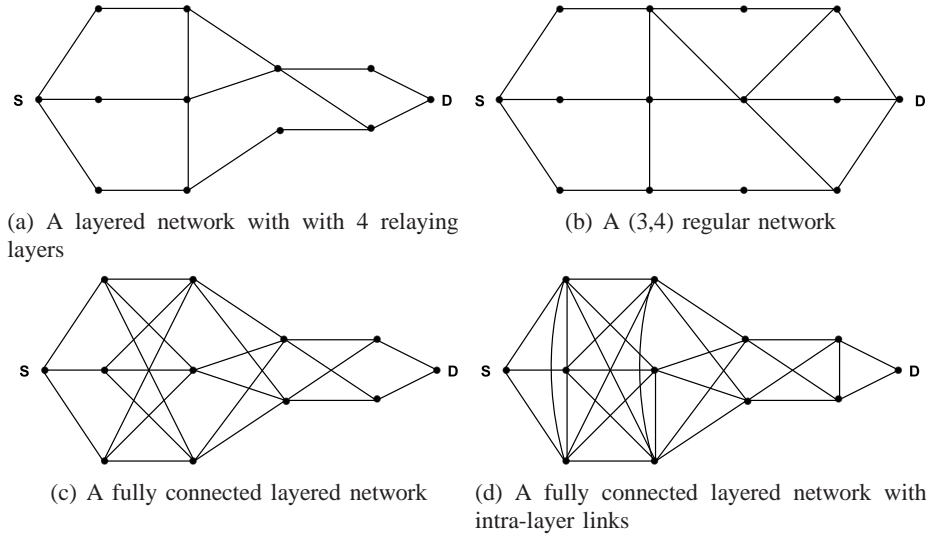 S
D
S
D
(a) A layered network with with 4 relaying
layers
(b) A (3,4) regular network
S
D
S
D
(c) A fully connected layered network
(d) A fully connected layered network with
intra-layer links